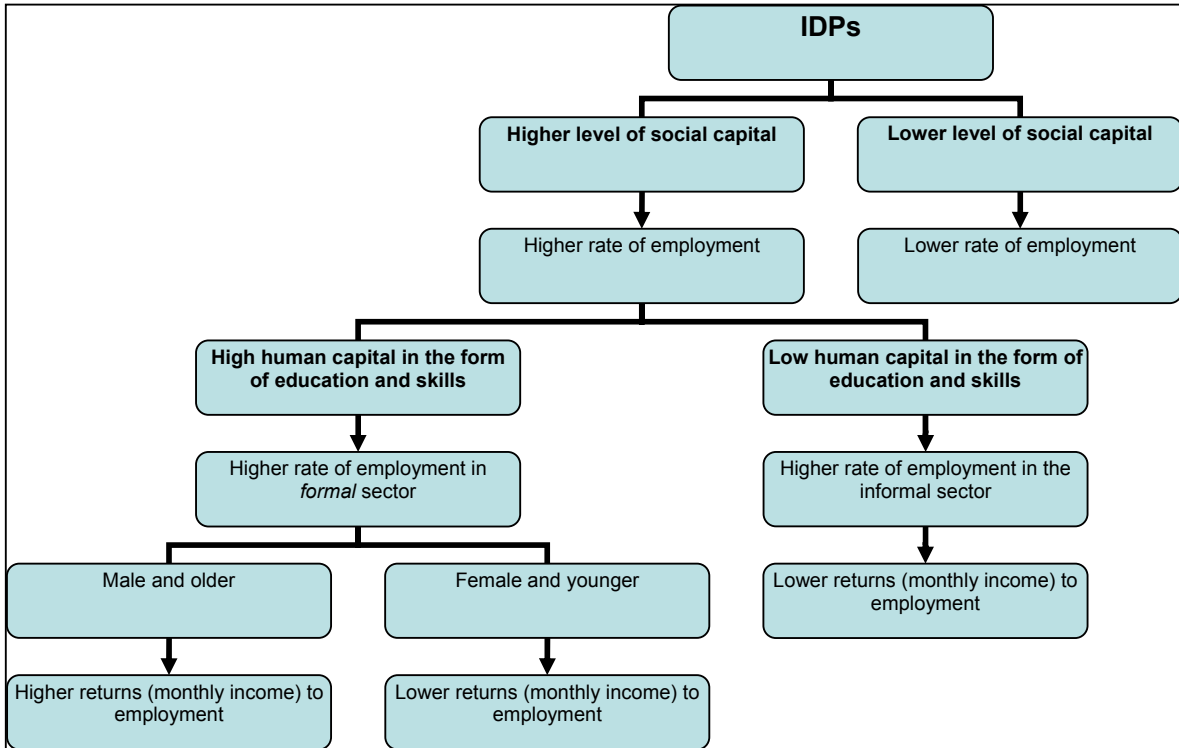 IDPs
Higher level of social capital
Lower level of social capital
Higher rate of employment
Lower rate of employment
High human capital in the form
of education and skills
Low human capital in the form of
education and skills
Higher rate of employment in
formal sector
Higher rate of employment in the
informal sector
Male and older
Female and younger
Lower returns (monthly income) to
employment
Higher returns (monthly income) to
employment
Lower returns (monthly income) to
employment